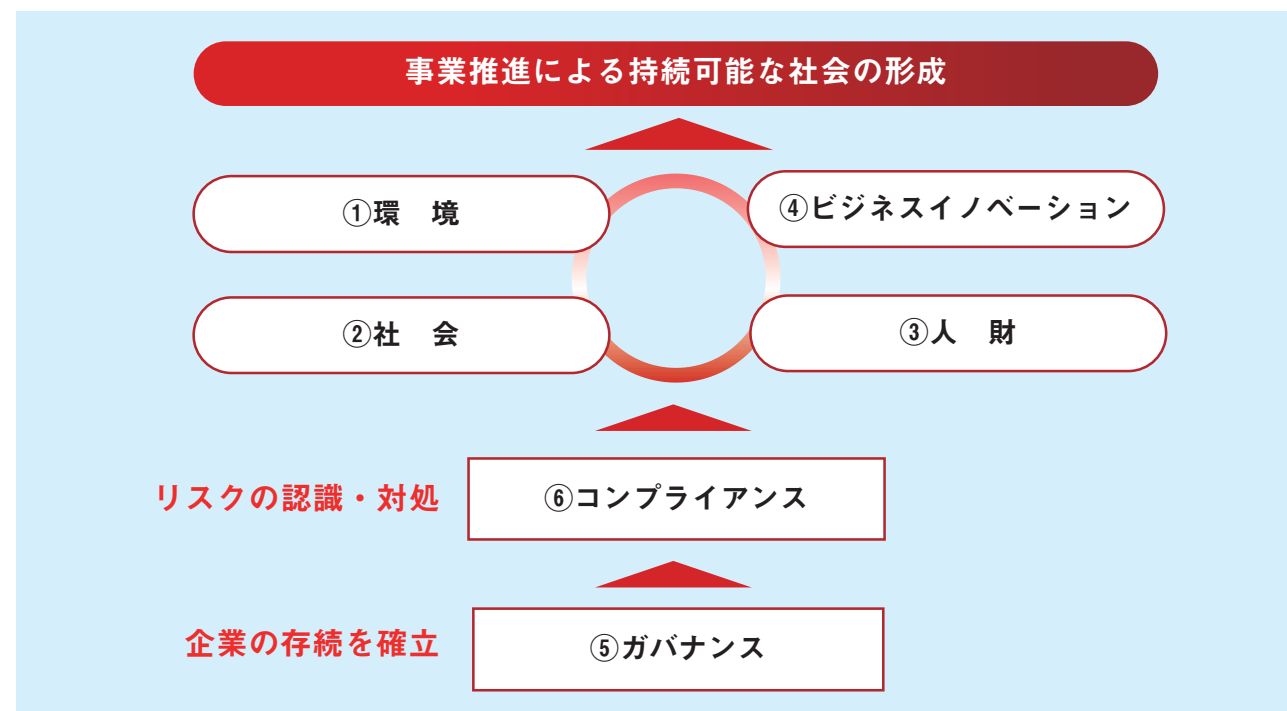 事業推進による持続可能な社会の形成
①環　境
④ビジネスイノベーション
②社　会
③人　財
リスクの認識・対処
⑥コンプライアンス
企業の存続を確立
⑤ガバナンス